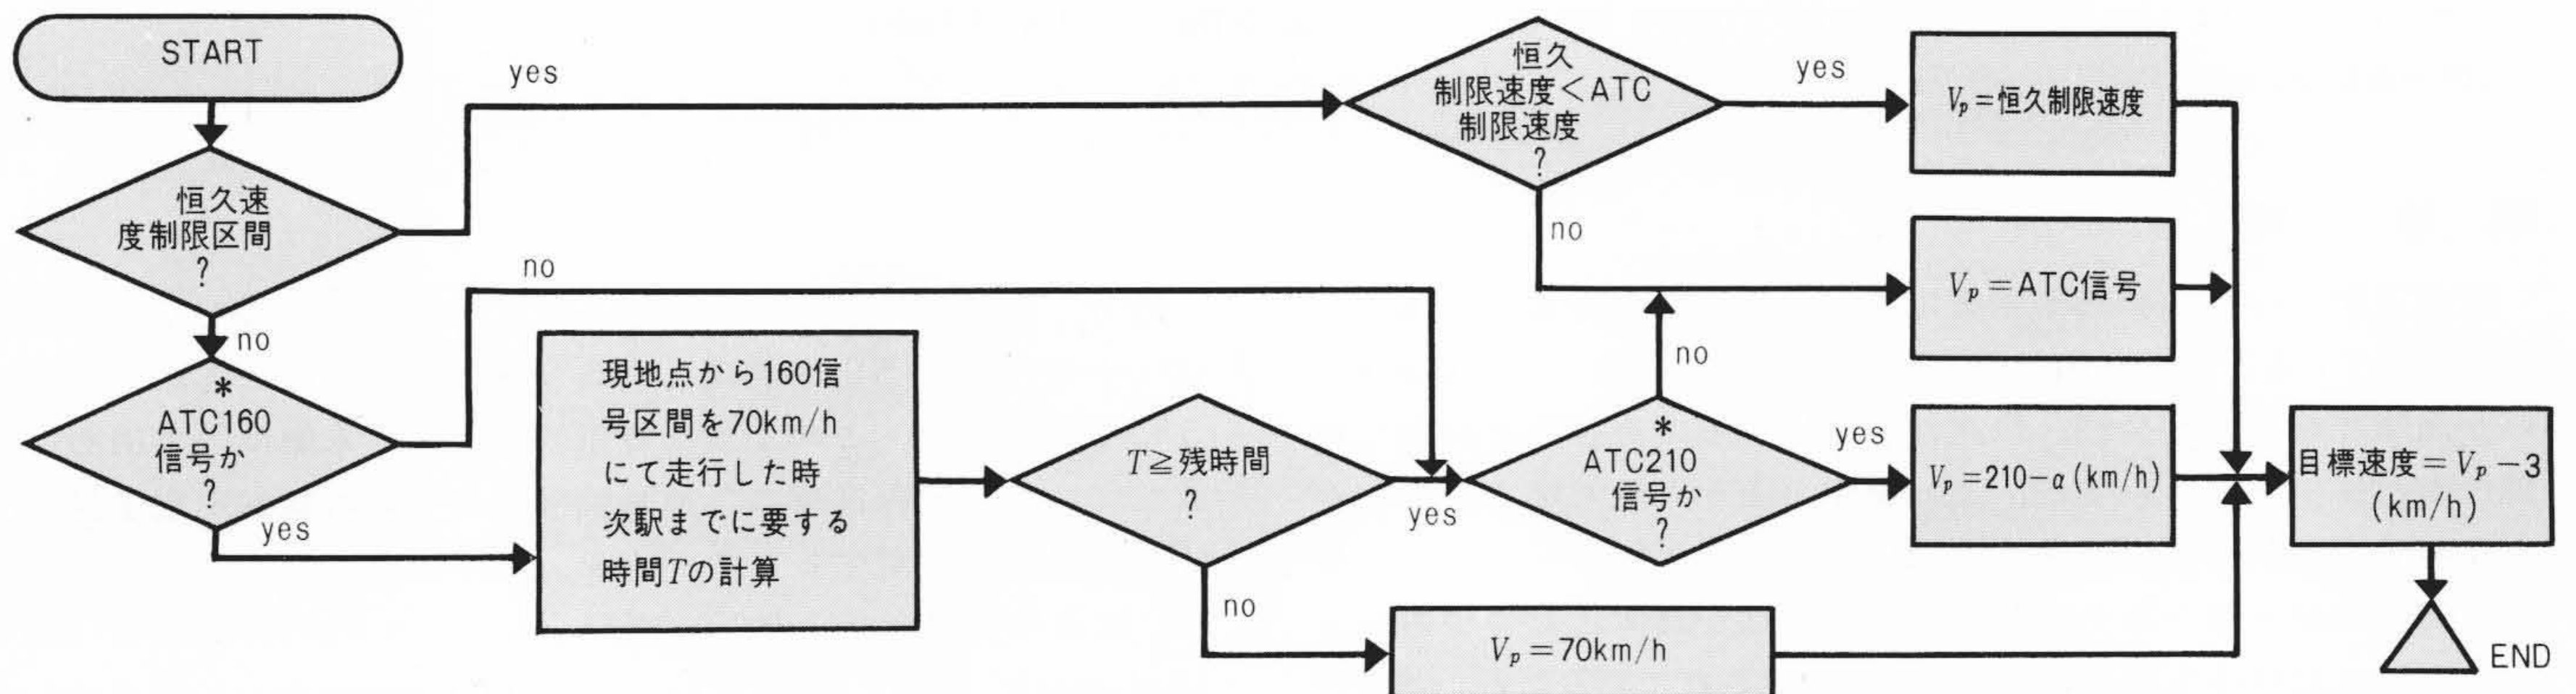 START
恒久速
度制限区間
?
yes
no
*
ATC160
信号か
?
no
yes
現地点から160信
号区間を70km/h
にて走行した時
次駅までに要する
時間Tの計算
T≧残時間
?
yes
no
Vp=70km/h
恒久
制限速度<ATC
制限速度
?
yes
no
Vp=恒久制限速度
Vp=ATC信号
*
ATC210
信号か
?
no
yes
Vp=210-α(km/h)
目標速度=Vp-3
(km/h)
END